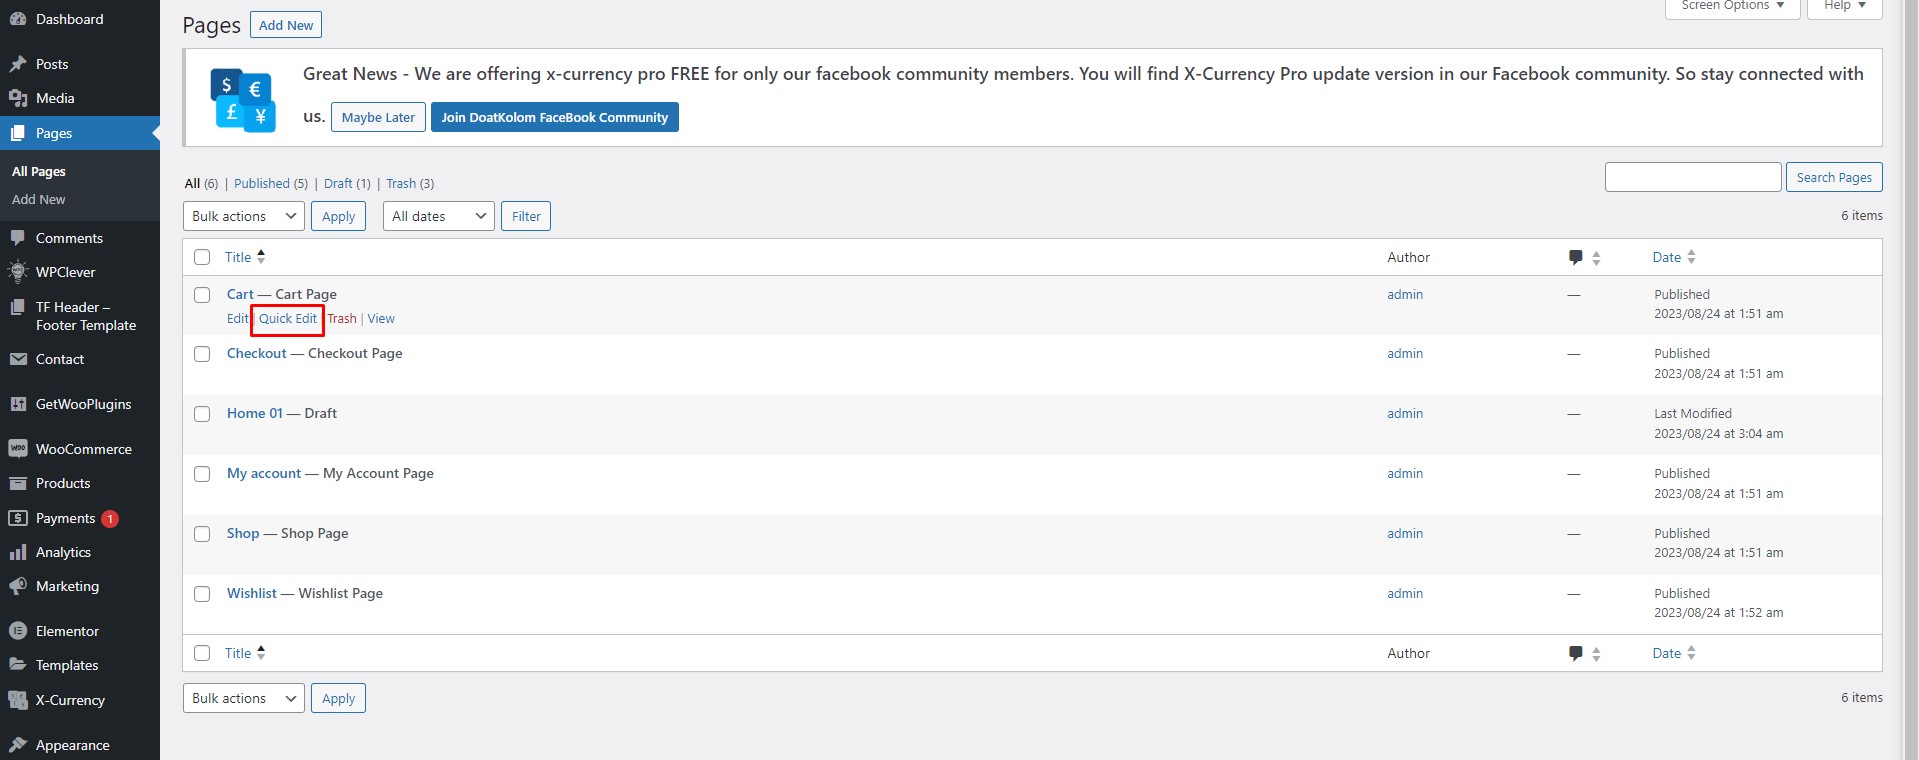 Dashboard
Posts
Media
Pages
All Pages
Add New
Comments
WPClever
TF Header –
Footer Template
Contact
GetWooPlugins
WooCommerce
Products
Payments 1
Analytics
Marketing
Elementor
Templates
X-Currency
Appearance
Screen Options
Help
Pages
Add New
$ €
£ ¥
Great News - We are offering x-currency pro FREE for only our facebook community members. You will find X-Currency Pro update version in our Facebook community. So stay connected with
us. Maybe Later Join DoatKolom FaceBook Community
All (6) | Published (5) | Draft (1) | Trash (3)
Search Pages
Bulk actions Apply All dates Filter
6 items
Title Author Date
Cart — Cart Page admin — Published
2023/08/24 at 1:51 am
Edit | Quick Edit Trash | View
Checkout — Checkout Page admin — Published
2023/08/24 at 1:51 am
Home 01 — Draft admin — Last Modified
2023/08/24 at 3:04 am
My account — My Account Page admin — Published
2023/08/24 at 1:51 am
Shop — Shop Page admin — Published
2023/08/24 at 1:51 am
Wishlist — Wishlist Page admin — Published
2023/08/24 at 1:52 am
Title Author Date
Bulk actions Apply
6 items